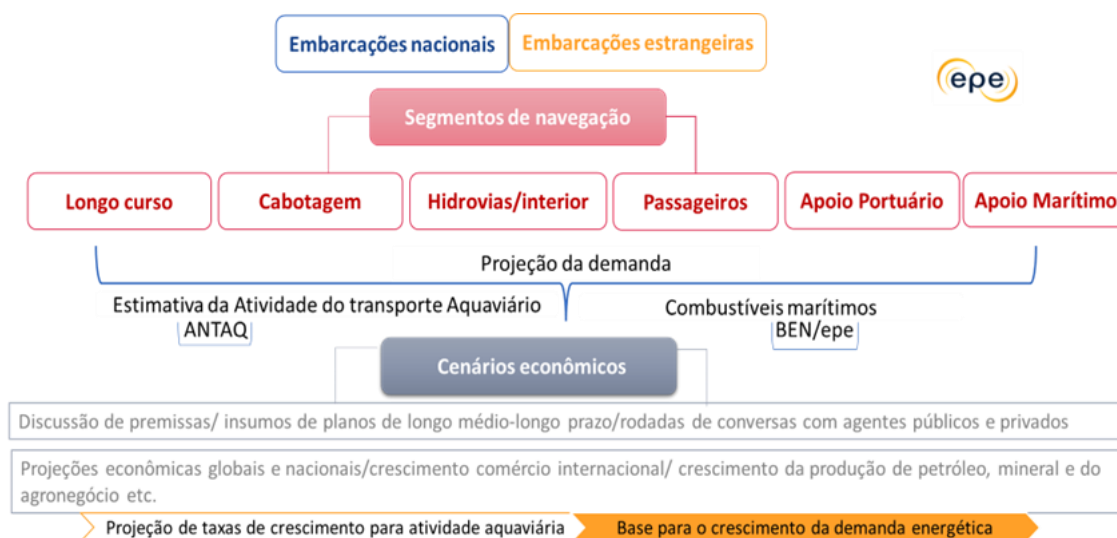 Embarcações nacionais
Embarcações estrangeiras
epe
Segmentos de navegação
Longo curso
Cabotagem
Hidrovias/interior
Passageiros
Apoio Portuário
Apoio Marítimo
Projeção da demanda
Estimativa da Atividade do transporte Aquaviário
ANTAQ
Combustíveis marítimos
BEN/epe
Cenários econômicos
Discussão de premissas/ insumos de planos de longo médio-longo prazo/rodadas de conversas com agentes públicos e privados
Projeções econômicas globais e nacionais/crescimento comércio internacional/ crescimento da produção de petróleo, mineral e do
agronegócio etc.
Projeção de taxas de crescimento para atividade aquaviária
Base para o crescimento da demanda energética